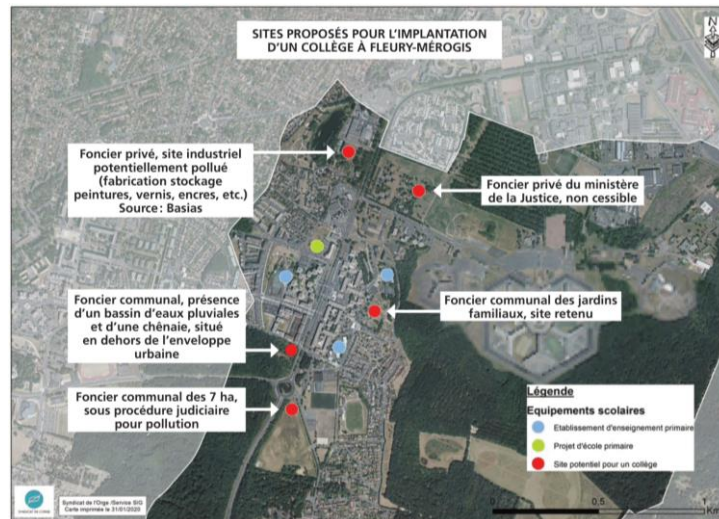 SITES PROPOSÉS POUR L'IMPLANTATION
D'UN COLLÈGE À FLEURY-MÉROGIS
N
Foncier privé, site industriel
potentiellement pollué
(fabrication stockage
peintures, vernis, encres, etc.)
Source : Basias
Foncier privé du ministère
de la Justice, non cessible
Foncier communal, présence
d'un bassin d'eaux pluviales
et d'une chênaie, situé
en dehors de l'enveloppe
urbaine
Foncier communal des jardins
familiaux, site retenu
Foncier communal des 7 ha,
sous procédure judiciaire
pour pollution
Légende
Equipements scolaires
Etablissement d'enseignement primaire
Projet d'école primaire
Site potentiel pour un collège
Syndicat de l'Orge /Service SIG
Carte imprimée le 31/01/2020
0 0,5 1
Km